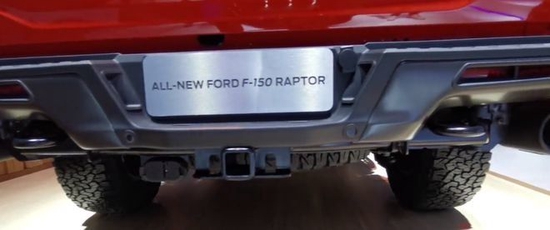 ALL-NEW FORD F-150 RAPTOR